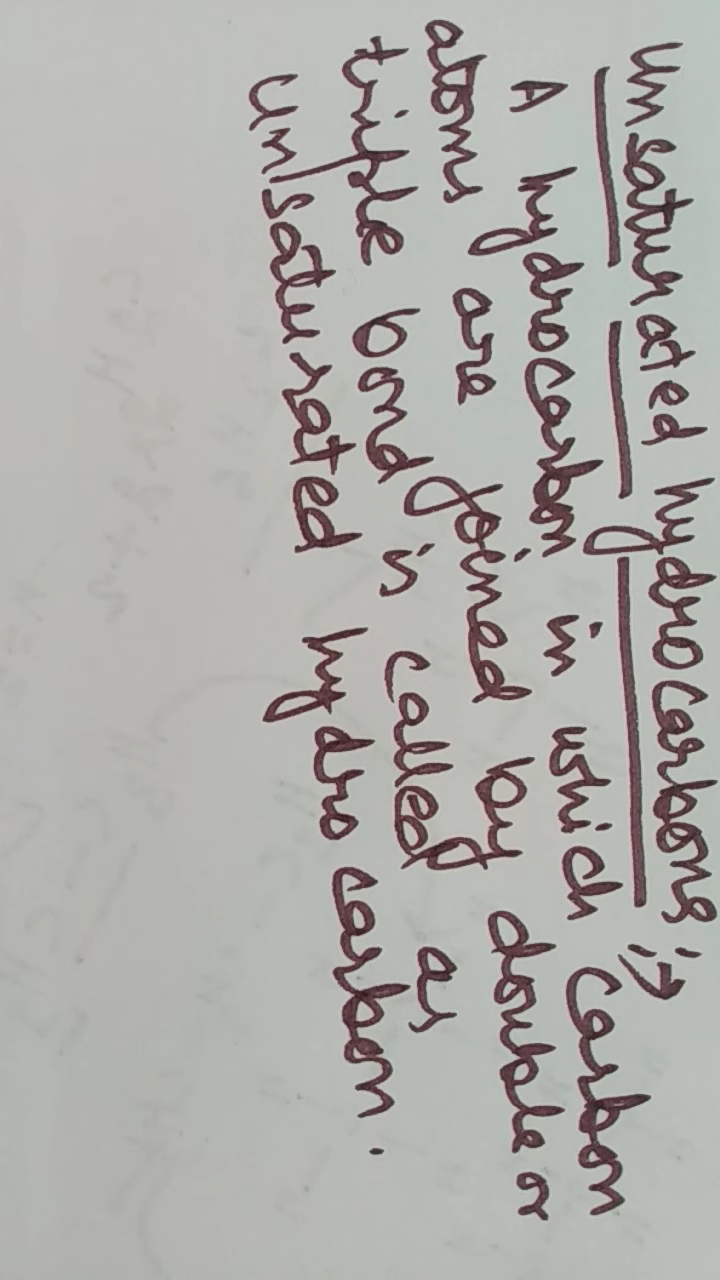 Unsaturated hydrocarbons :→
A hydrocarbon in which carbon
atoms are joined by double or
triple bond is called as
Unsaturated hydrocarbon.